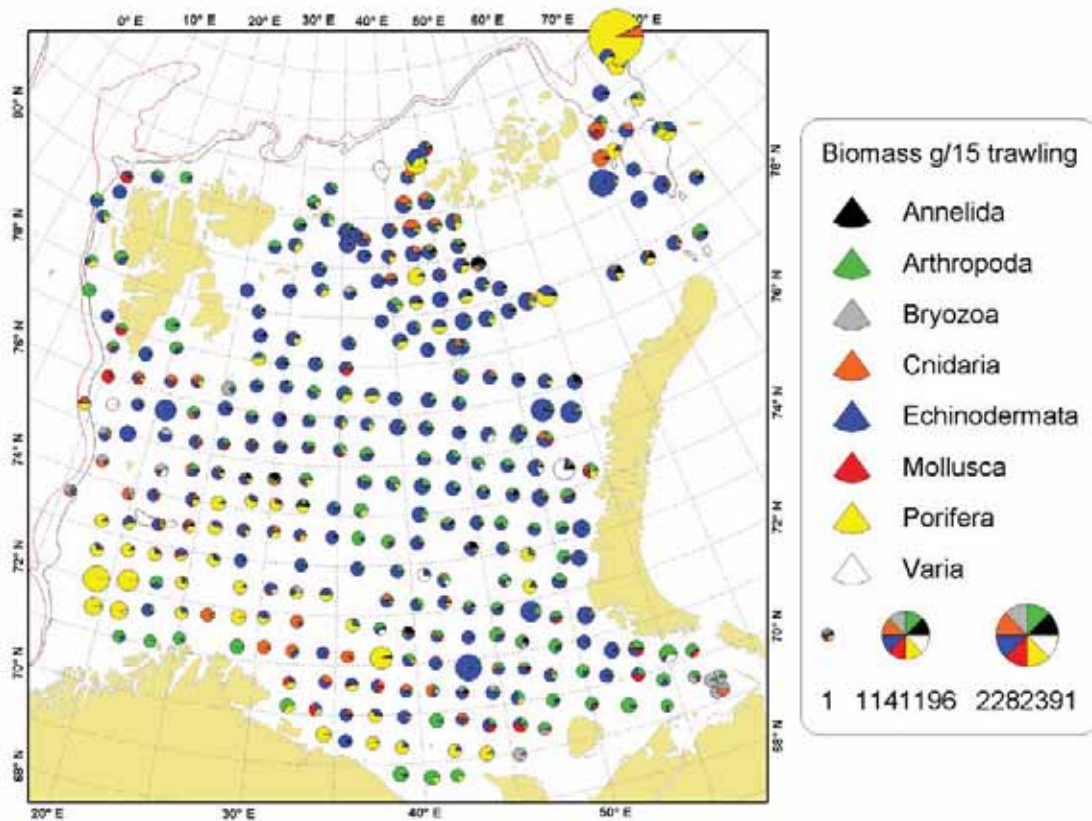 0° E 10° E 20° E 30° E 40° E 50° E 60° E 70° E 80° E
80° N
78° N
76° N
74° N
72° N
70° N
68° N
78° N
76° N
74° N
72° N
70° N
68° N
20° E 30° E 40° E 50° E
Biomass g/15 trawling
Annelida
Arthropoda
Bryozoa
Cnidaria
Echinodermata
Mollusca
Porifera
Varia
1 1141196 2282391